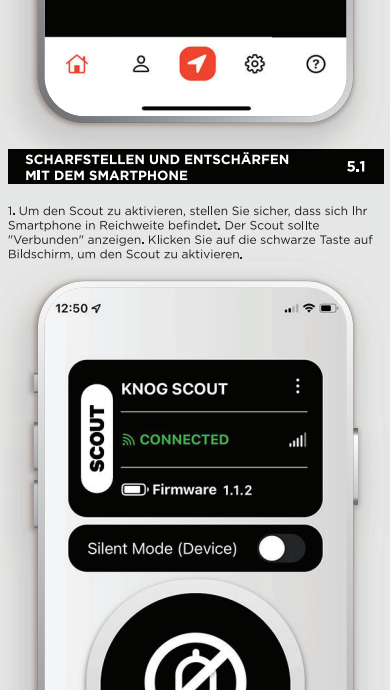 SCHARFSTELLEN UND ENTSCHÄRFEN
MIT DEM SMARTPHONE
5.1
1. Um den Scout zu aktivieren, stellen Sie sicher, dass sich Ihr
Smartphone in Reichweite befindet. Der Scout sollte
"Verbunden" anzeigen. Klicken Sie auf die schwarze Taste auf
Bildschirm, um den Scout zu aktivieren.
12:50
SCOUT
KNOG SCOUT
CONNECTED
Firmware 1.1.2
Silent Mode (Device)